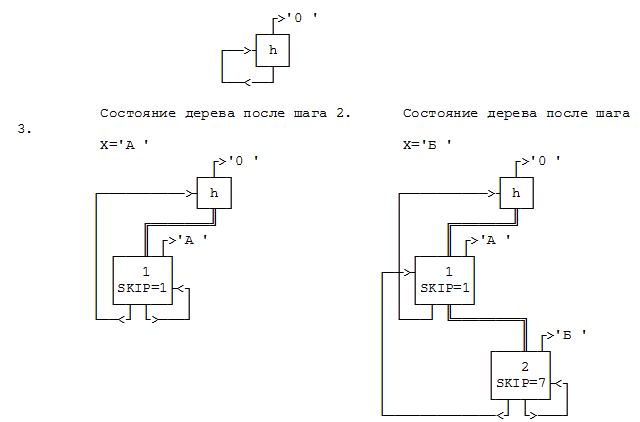 '0 '
h
Состояние дерева после шага 2.
Состояние дерева после шага
3.
X='А '
X='Б '
'0 '
'0 '
h
h
'А '
'А '
1
SKIP=1
1
SKIP=1
'Б '
2
SKIP=7